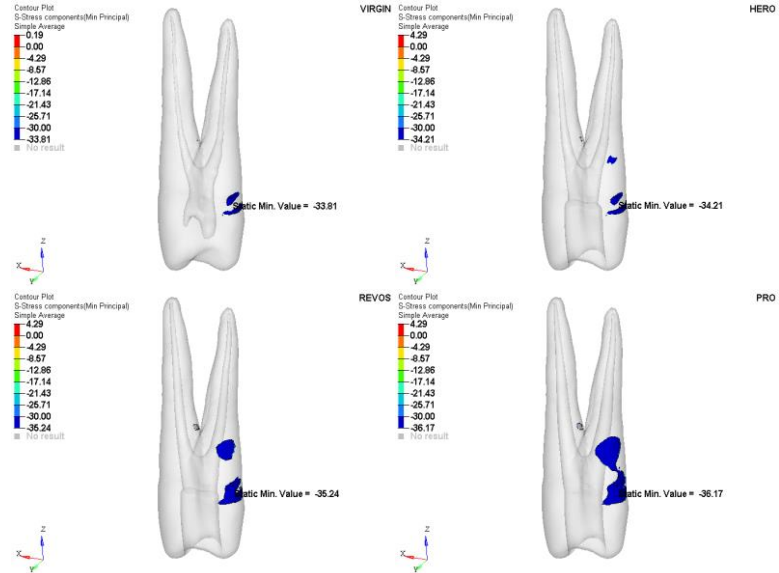 Contour Plot
S-Stress components(Min Principal)
Simple Average
0.19
0.00
-4.29
-8.57
-12.86
-17.14
-21.43
-25.71
-30.00
-33.81
No result
VIRGIN
Static Min. Value = -33.81
Z
X
Y
Contour Plot
S-Stress components(Min Principal)
Simple Average
4.29
0.00
-4.29
-8.57
-12.86
-17.14
-21.43
-25.71
-30.00
-34.21
No result
HERO
Static Min. Value = -34.21
Z
X
Y
Contour Plot
S-Stress components(Min Principal)
Simple Average
4.29
0.00
-4.29
-8.57
-12.86
-17.14
-21.43
-25.71
-30.00
-35.24
No result
REVOS
Static Min. Value = -35.24
Z
X
Y
Contour Plot
S-Stress components(Min Principal)
Simple Average
4.29
0.00
-4.29
-8.57
-12.86
-17.14
-21.43
-25.71
-30.00
-36.17
No result
PRO
Static Min. Value = -36.17
Z
X
Y